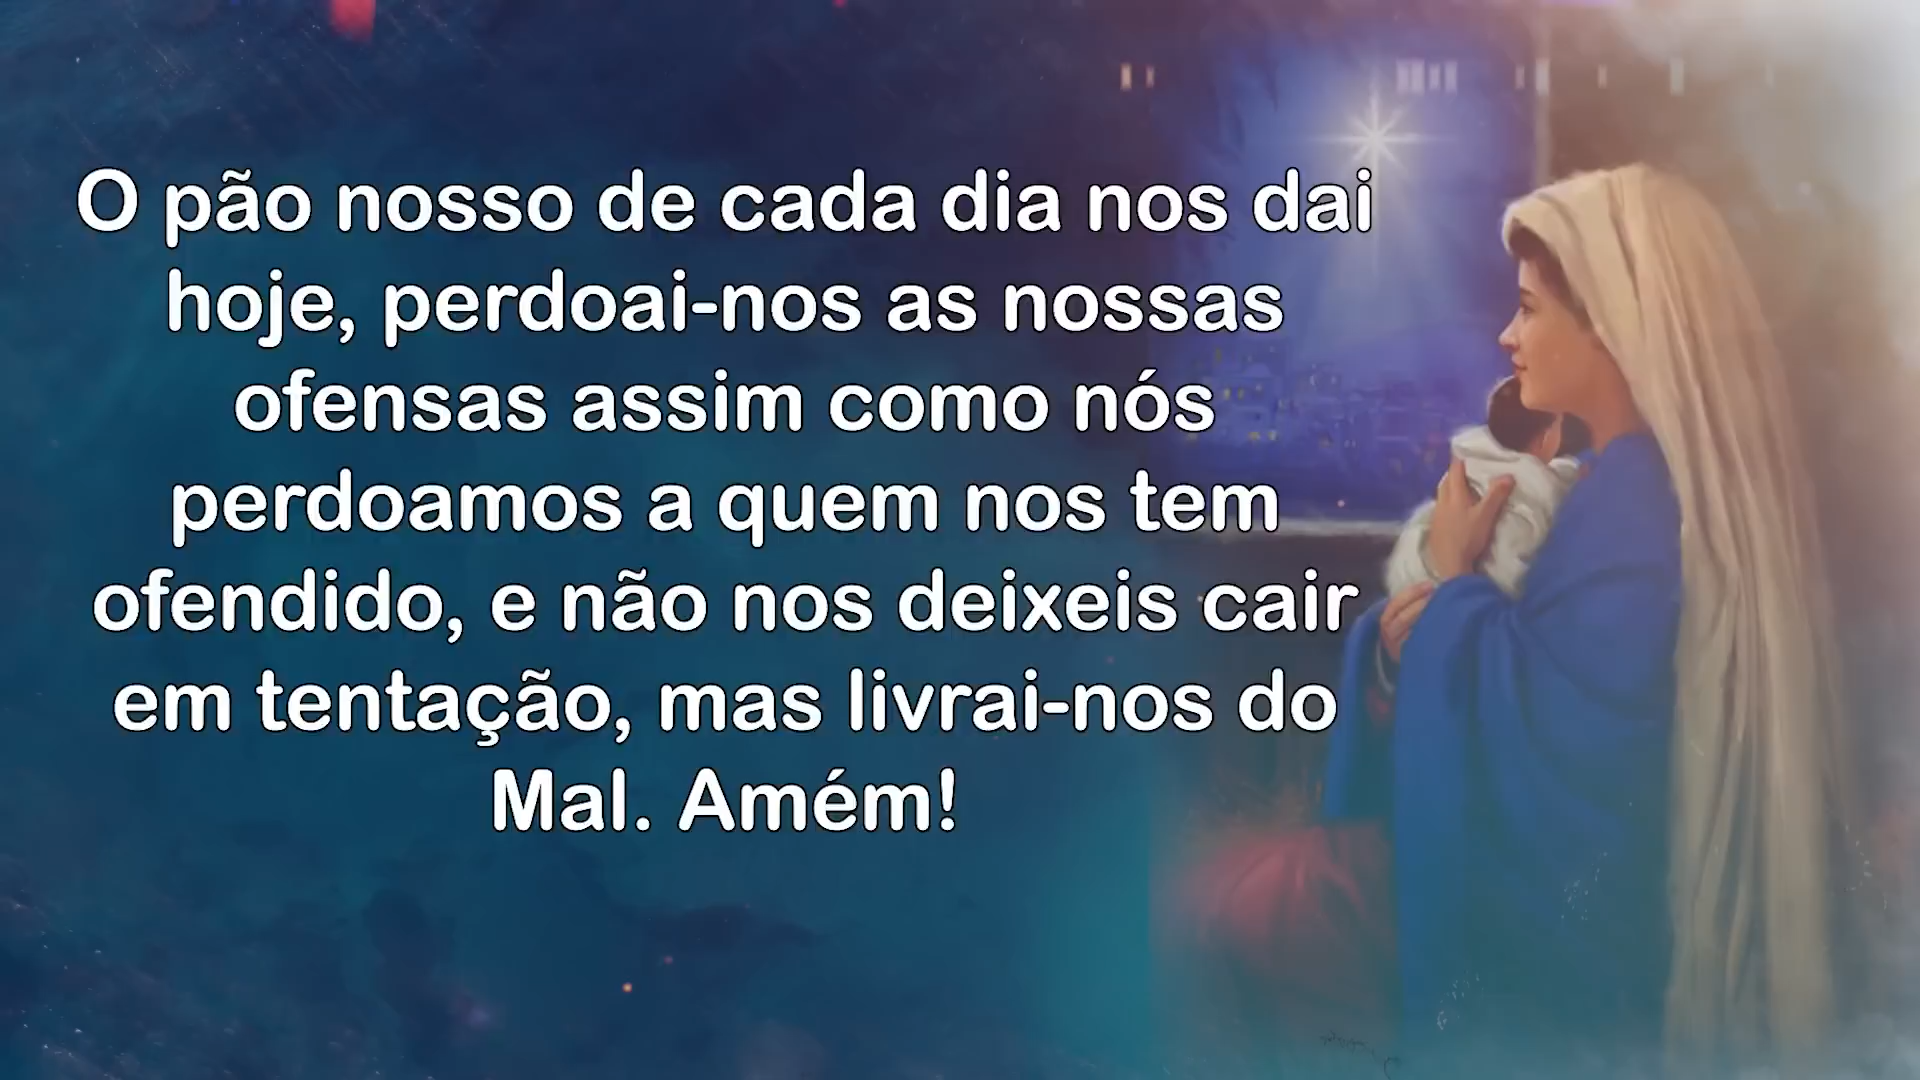 O pão nosso de cada dia nos dai
hoje, perdoai-nos as nossas
ofensas assim como nós
perdoamos a quem nos tem
ofendido, e não nos deixeis cair
em tentação, mas livrai-nos do
Mal. Amém!